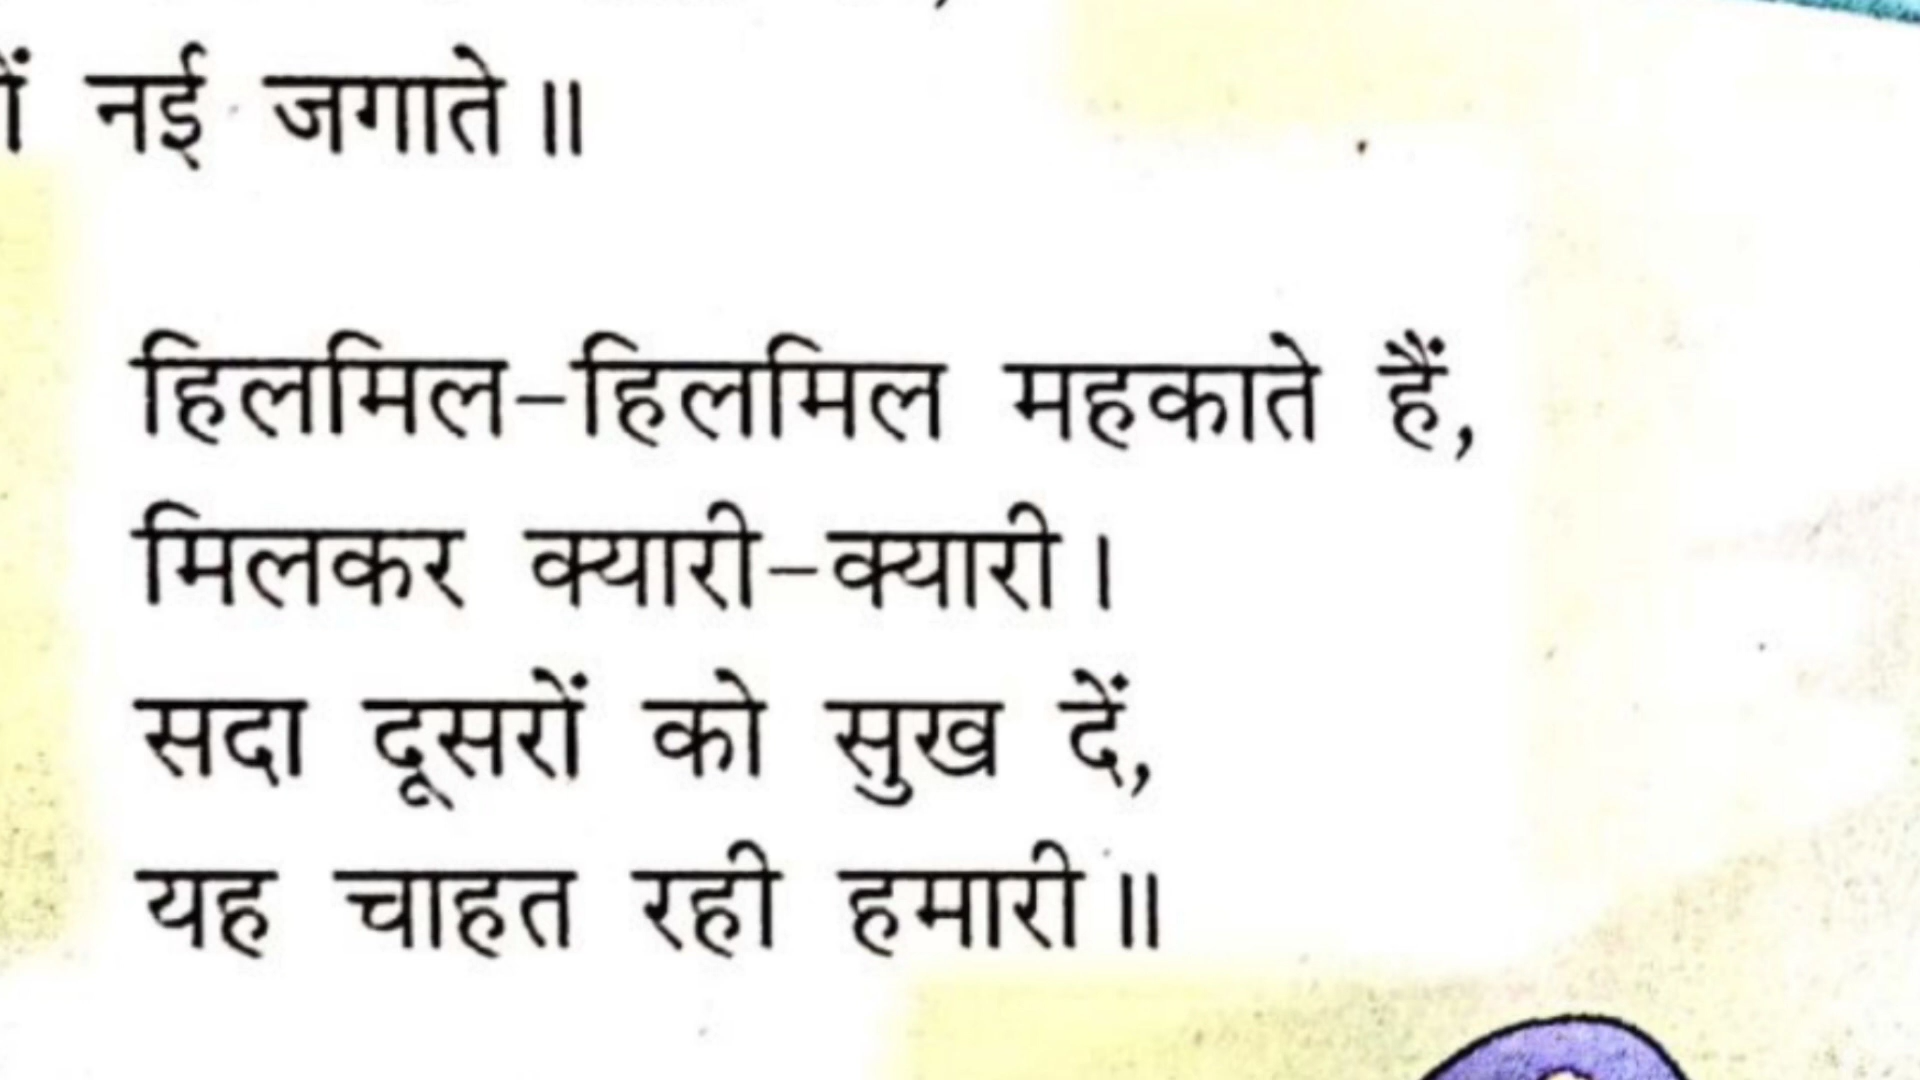 नई जगाते॥
हिलमिल-हिलमिल महकाते हैं,
मिलकर क्यारी-क्यारी।
सदा दूसरों को सुख दें,
यह चाहत रही हमारी॥